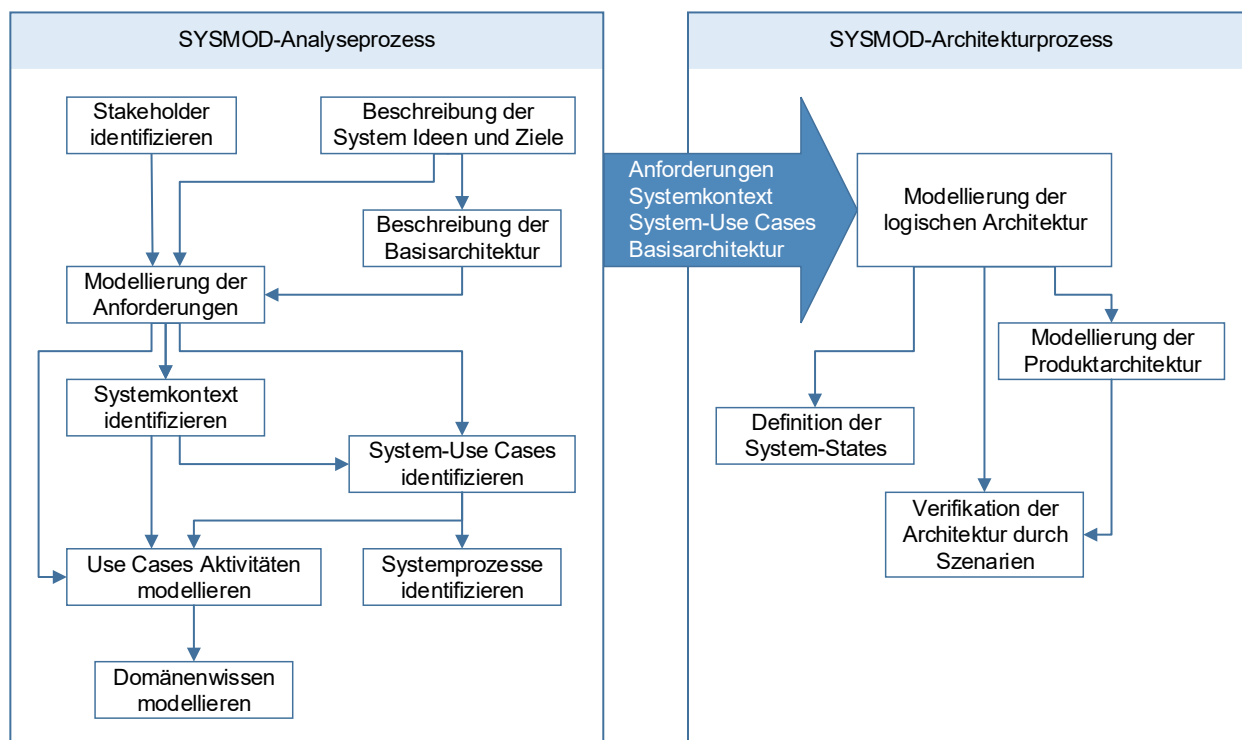 SYSMOD-Analyseprozess
Stakeholder
identifizieren
Beschreibung der
System Ideen und Ziele
Beschreibung der
Basisarchitektur
Modellierung der
Anforderungen
Systemkontext
identifizieren
System-Use Cases
identifizieren
Use Cases Aktivitäten
modellieren
Systemprozesse
identifizieren
Domänenwissen
modellieren
Anforderungen
Systemkontext
System-Use Cases
Basisarchitektur
SYSMOD-Architekturprozess
Modellierung der
logischen Architektur
Modellierung der
Produktarchitektur
Definition der
System-States
Verifikation der
Architektur durch
Szenarien